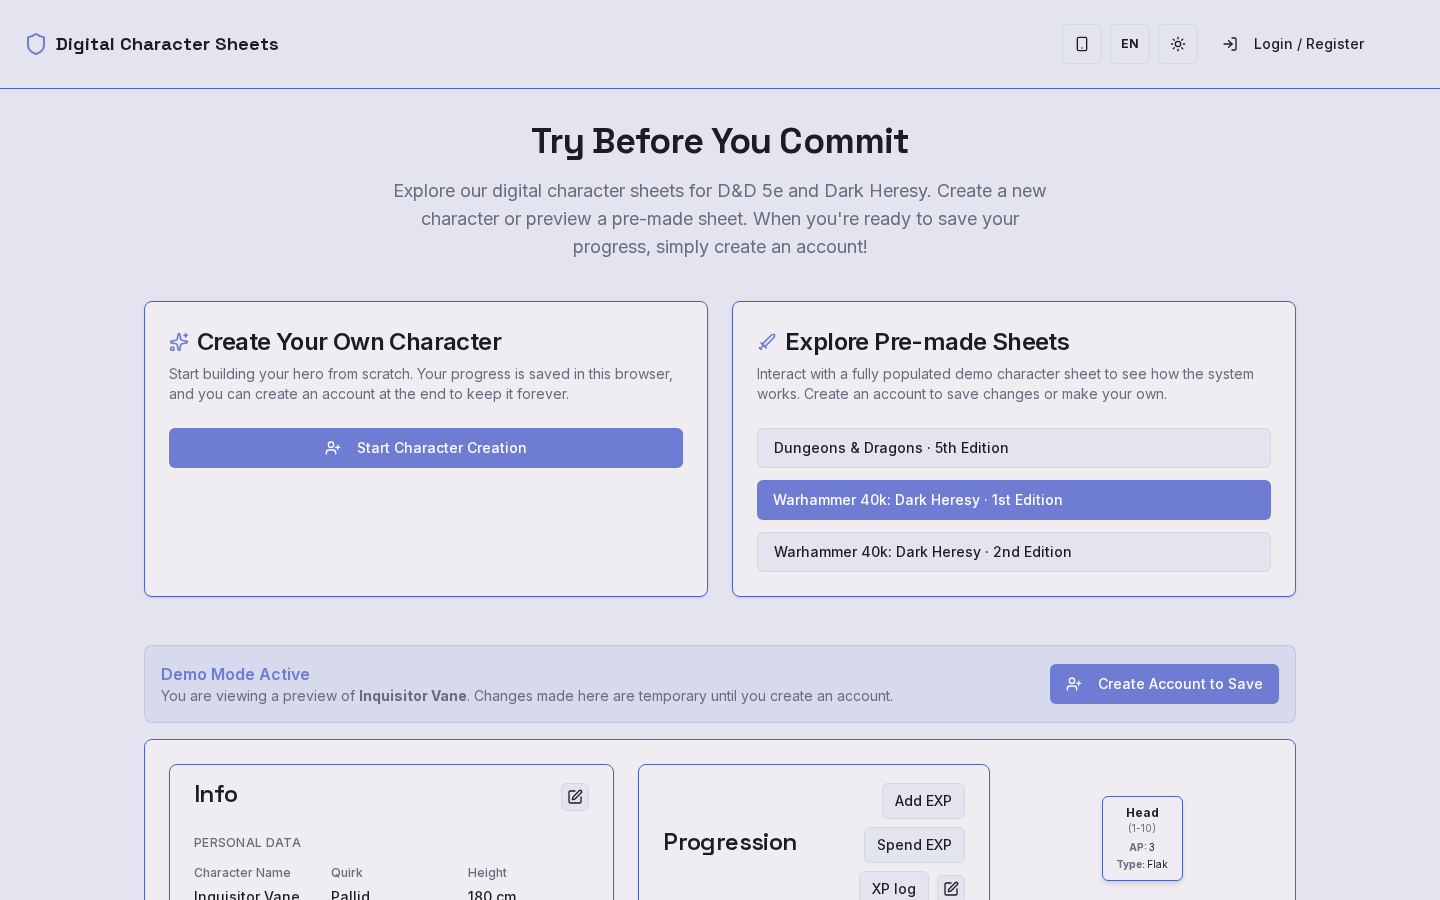 Digital Character Sheets
EN
Login / Register
Try Before You Commit
Explore our digital character sheets for D&D 5e and Dark Heresy. Create a new
character or preview a pre-made sheet. When you're ready to save your
progress, simply create an account!
Create Your Own Character
Start building your hero from scratch. Your progress is saved in this browser,
and you can create an account at the end to keep it forever.
Start Character Creation
Explore Pre-made Sheets
Interact with a fully populated demo character sheet to see how the system
works. Create an account to save changes or make your own.
Dungeons & Dragons · 5th Edition
Warhammer 40k: Dark Heresy · 1st Edition
Warhammer 40k: Dark Heresy · 2nd Edition
Demo Mode Active
You are viewing a preview of Inquisitor Vane. Changes made here are temporary until you create an account.
Create Account to Save
Info
PERSONAL DATA
Character Name
Quirk
Height
Inquisitor Vane
Pallid
180 cm
Progression
Add EXP
Spend EXP
XP log
Head
(1-10)
AP: 3
Type: Flak